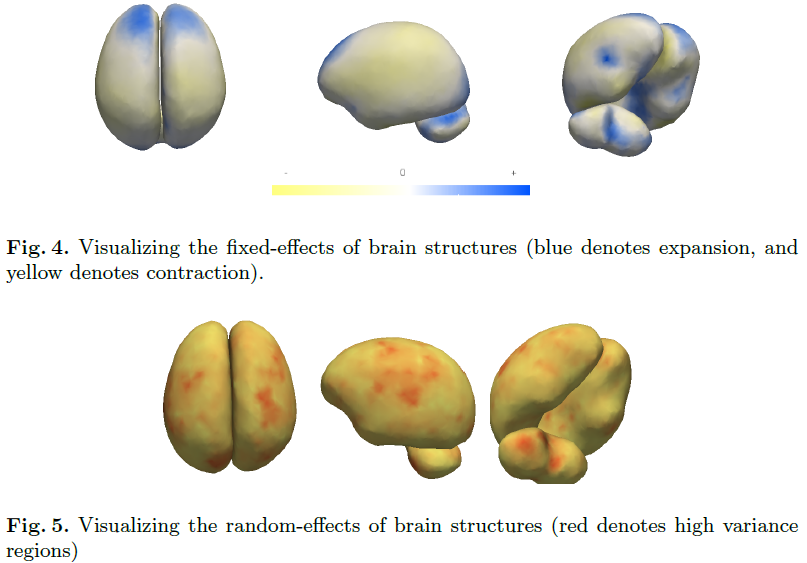 - 0 +
Fig. 4. Visualizing the fixed-effects of brain structures (blue denotes expansion, and
yellow denotes contraction).
Fig. 5. Visualizing the random-effects of brain structures (red denotes high variance
regions)